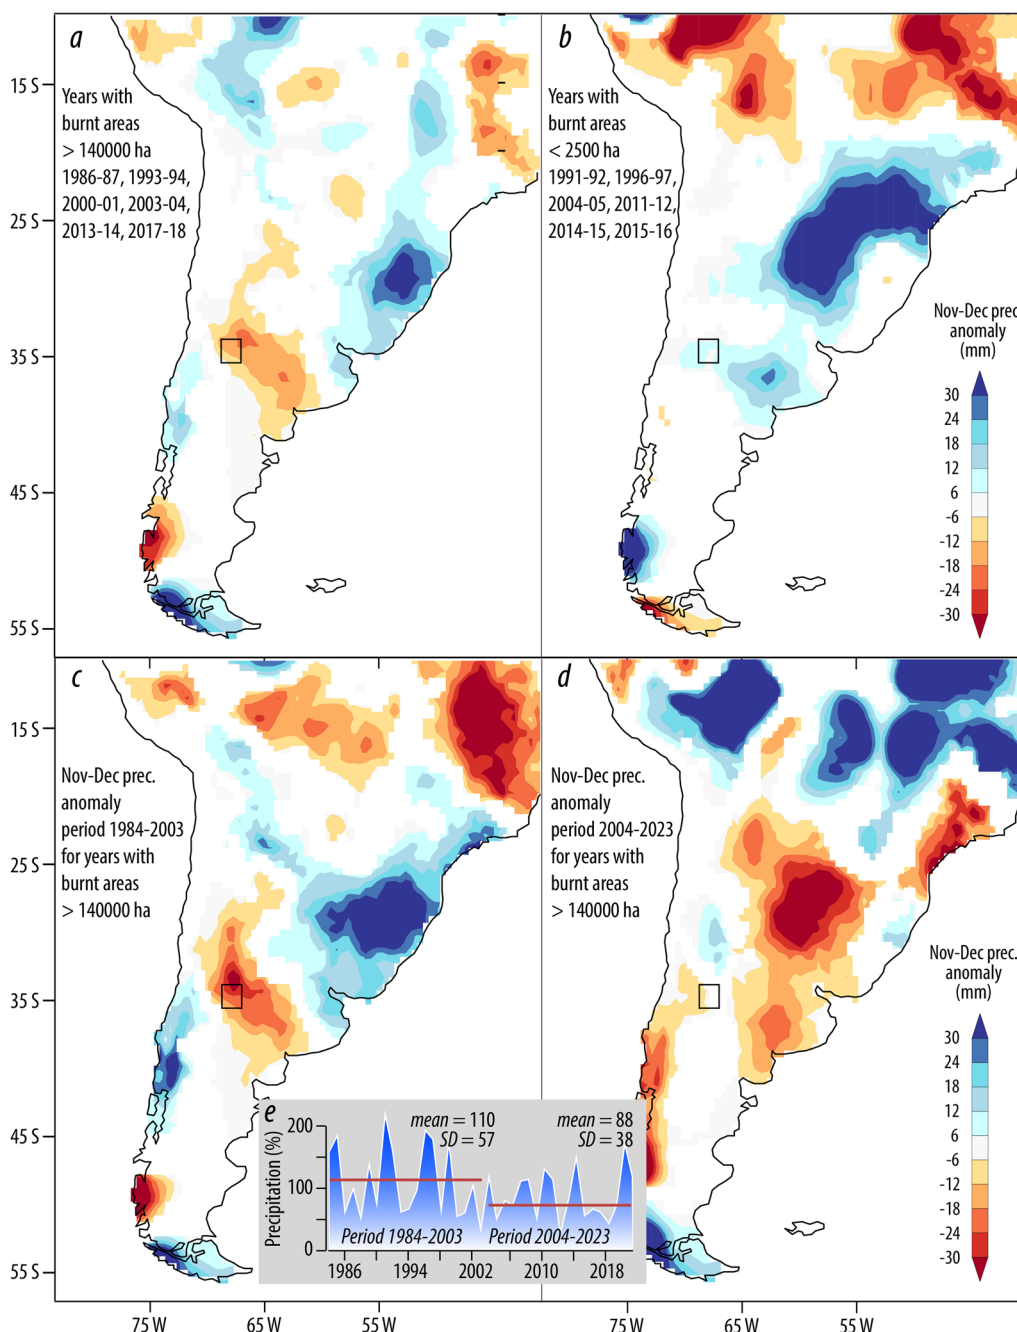 a
Years with
burnt areas
> 140000 ha
1986-87, 1993-94,
2000-01, 2003-04,
2013-14, 2017-18
15 S
25 S
35 S
45 S
55 S
b
Years with
burnt areas
< 2500 ha
1991-92, 1996-97,
2004-05, 2011-12,
2014-15, 2015-16
Nov-Dec prec
anomaly
(mm)
30
24
18
12
6
-6
-12
-18
-24
-30
c
Nov-Dec prec.
anomaly
period 1984-2003
for years with
burnt areas
> 140000 ha
15 S
25 S
35 S
45 S
55 S
d
Nov-Dec prec.
anomaly
period 2004-2023
for years with
burnt areas
> 140000 ha
Nov-Dec prec.
anomaly
(mm)
30
24
18
12
6
-6
-12
-18
-24
-30
e
mean = 110
SD = 57
mean = 88
SD = 38
Precipitation (%)
200
100
0
Period 1984-2003
Period 2004-2023
1986 1994 2002 2010 2018
75 W 65 W 55 W 75 W 65 W 55 W